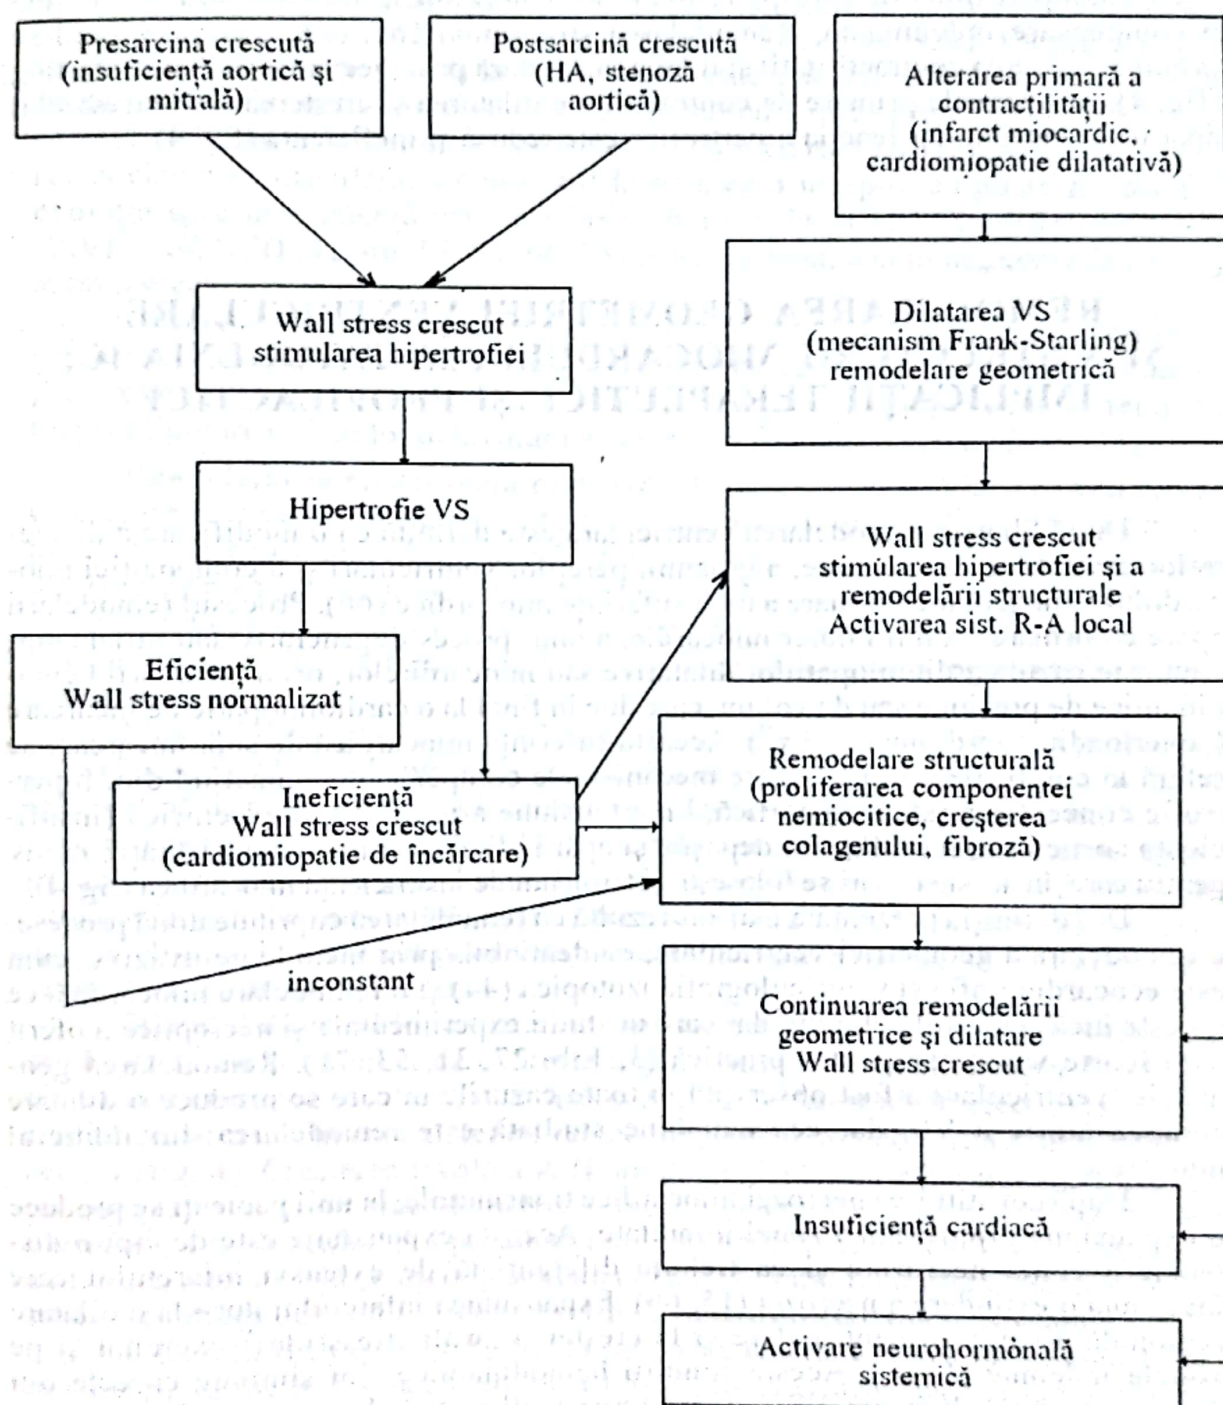 Presarcina crescută
(insuficiență aortică și
mitrală)
Postsarcină crescută
(HA, stenoză
aortică)
Alterarea primară a
contractilității
(infarct miocardic,
cardiomiopatie dilatativă)
Wall stress crescut
stimularea hipertrofiei
Dilatarea VS
(mecanism Frank-Starling)
remodelare geometrică
Hipertrofie VS
Wall stress crescut
stimularea hipertrofiei și a
remodelării structurale
Activarea sist. R-A local
Eficiență
Wall stress normalizat
Ineficiență
Wall stress crescut
(cardiomiopatie de încărcare)
Remodelare structurală
(proliferarea componentei
nemiocitice, creșterea
colagenului, fibroză)
inconstant
Continuarea remodelării
geometrice și dilatare
Wall stress crescut
Insuficiență cardiacă
Activare neurohormonală
sistemică